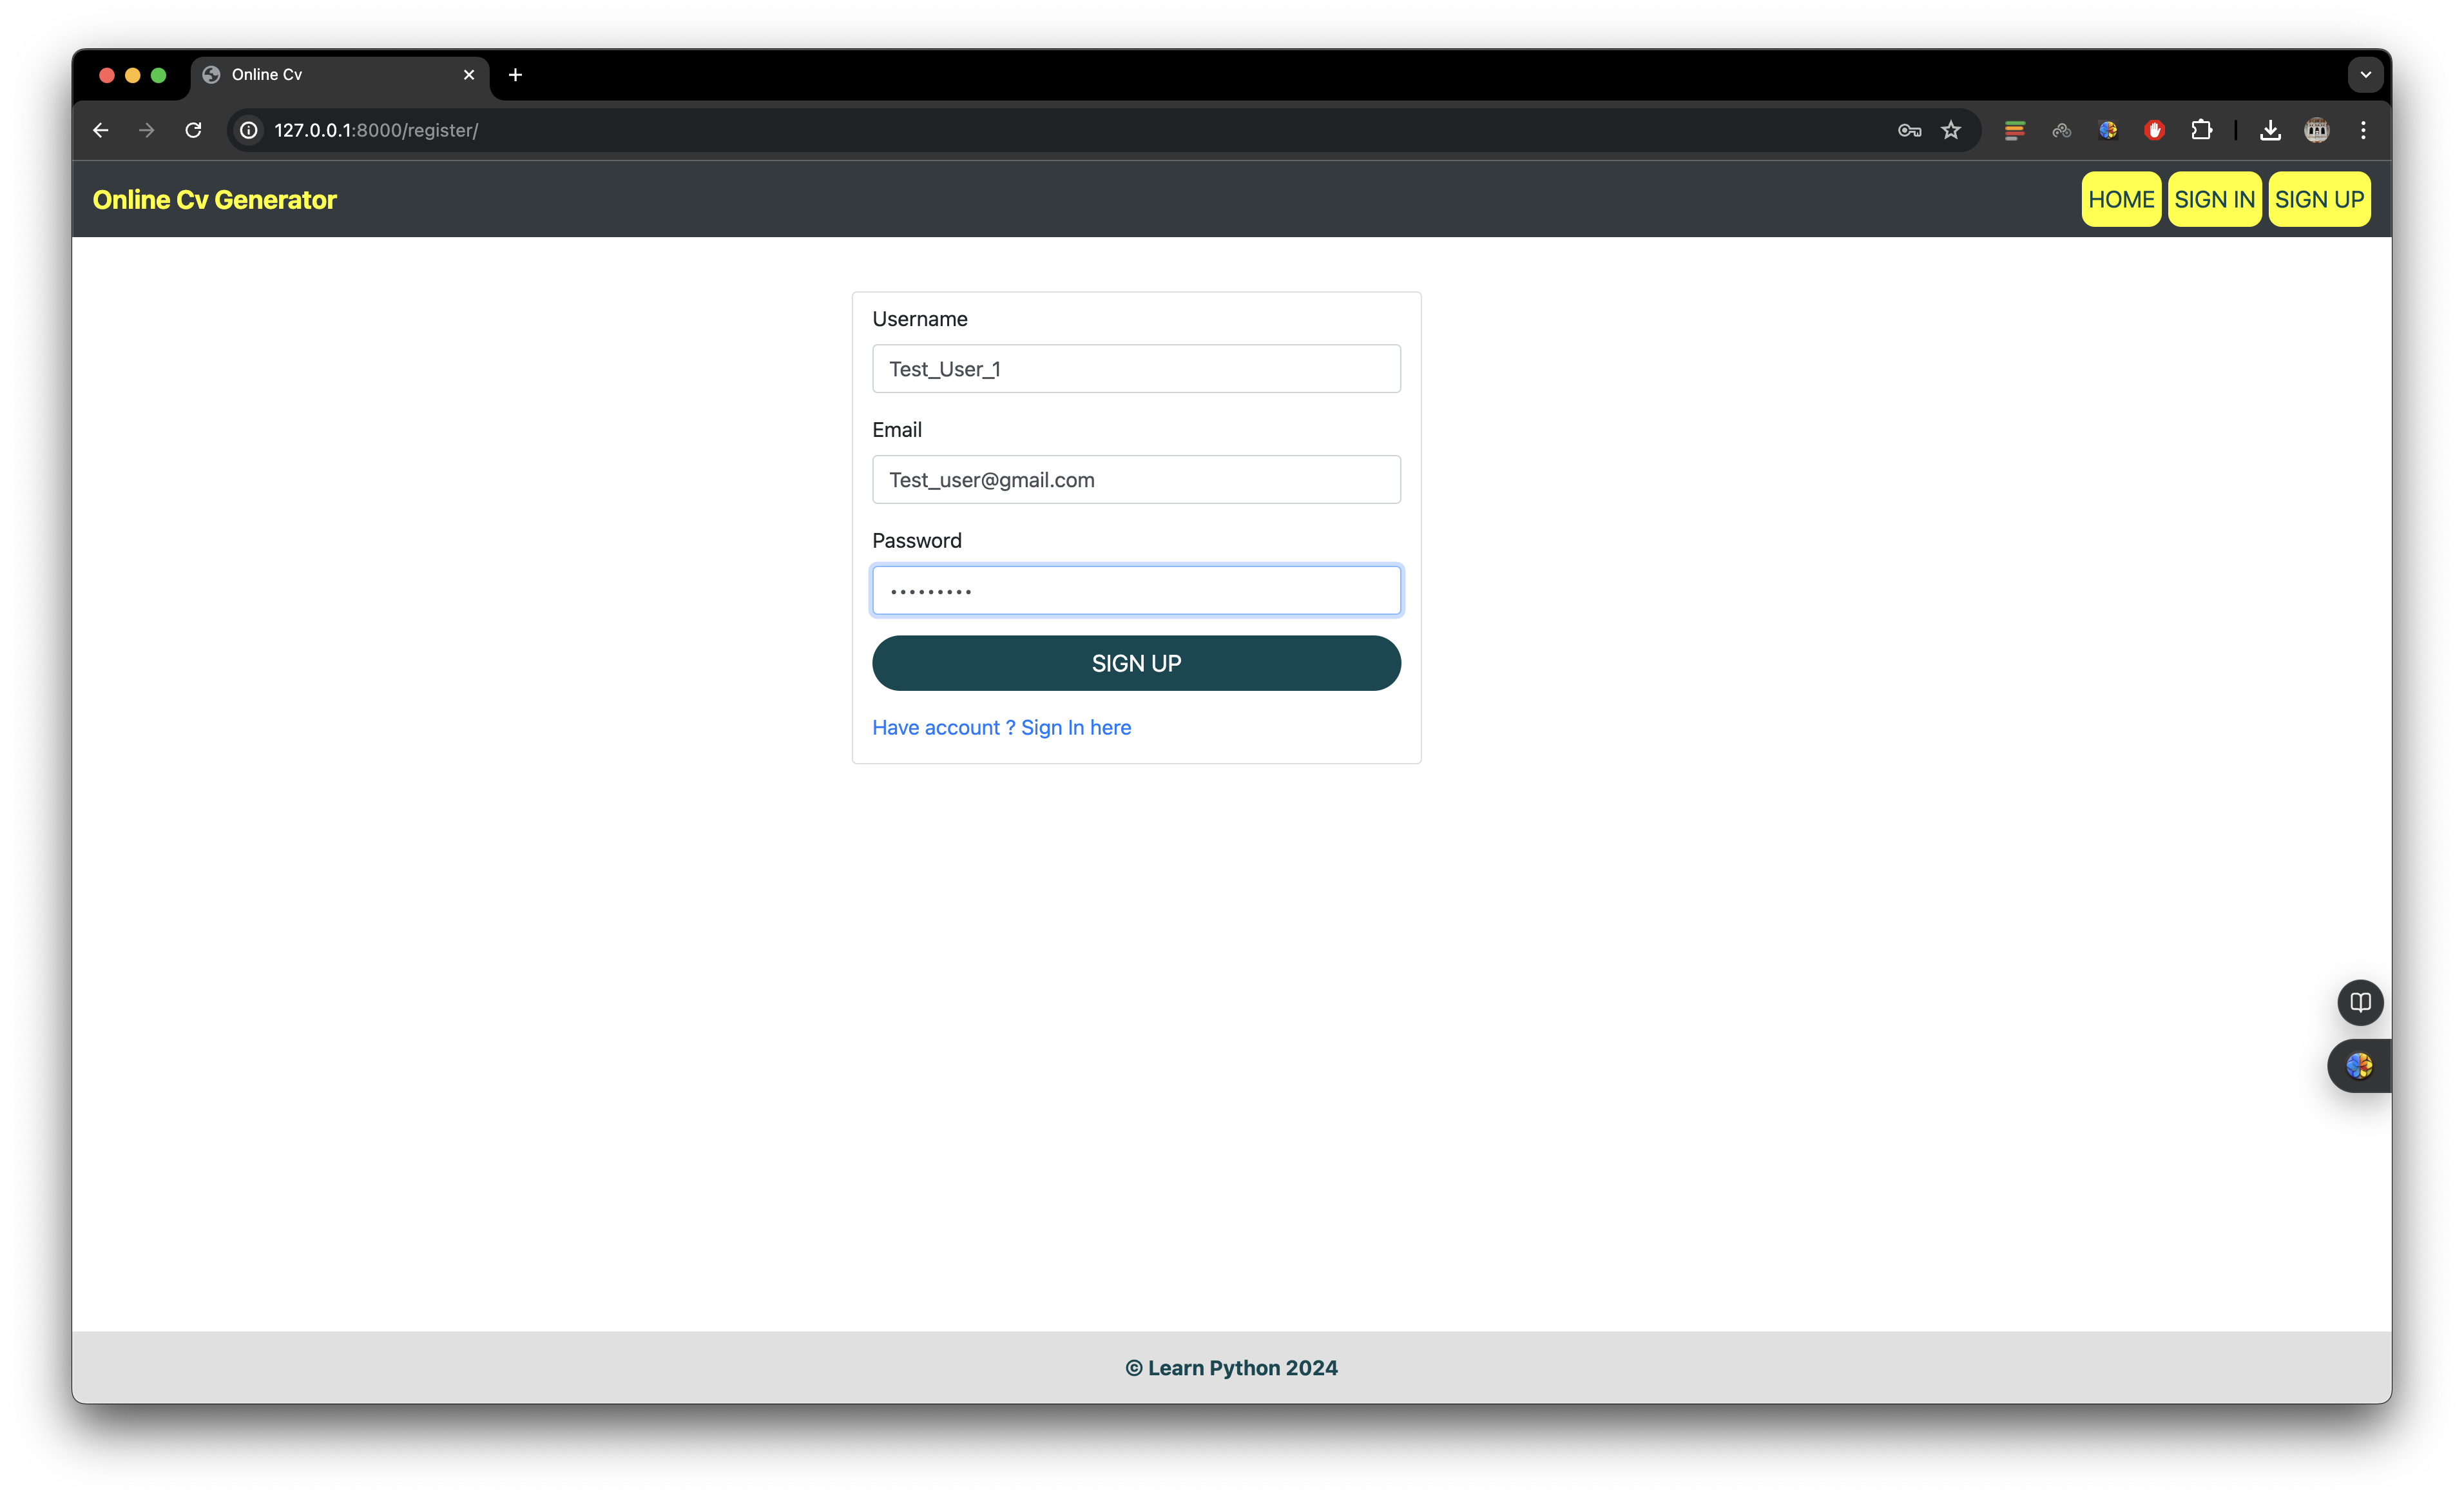 Online Cv
127.0.0.1:8000/register/
Online Cv Generator
HOME
SIGN IN
SIGN UP
Username
Test_User_1
Email
Test_user@gmail.com
Password
•••••••••
SIGN UP
Have account ? Sign In here
© Learn Python 2024